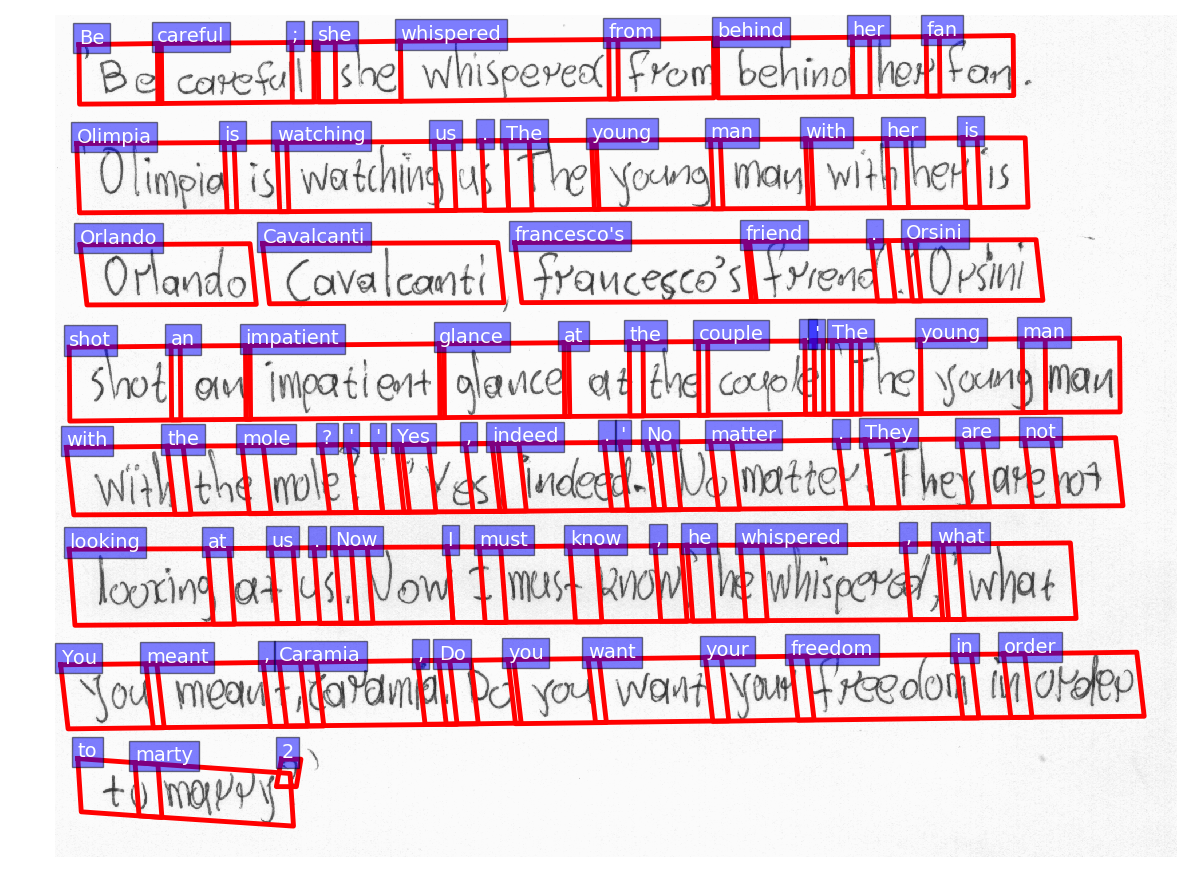 Be careful ; she whispered from behind her fan
'Be careful' she whispered from behind her fan.
Olimpia is watching us . The young man with her is
'Olimpia is watching us. The young man with her is
Orlando Cavalcanti francesco's friend . Orsini
Orlando Cavalcanti, francesco's friend.' Orsini
shot an impatient glance at the couple . ' The young man
shot an impatient glance at the couple. 'The young man
with the mole ? ' ' Yes , indeed . ' No matter . They are not
with the mole?' 'Yes indeed.' 'No matter. They are not
looking at us . Now I must know , he whispered , what
looking at us. Now I must know,' he whispered, 'what
You meant , Caramia , Do you want your freedom in order
you meant, caramia. Do you want your freedom in order
to marty 2
to marry?'